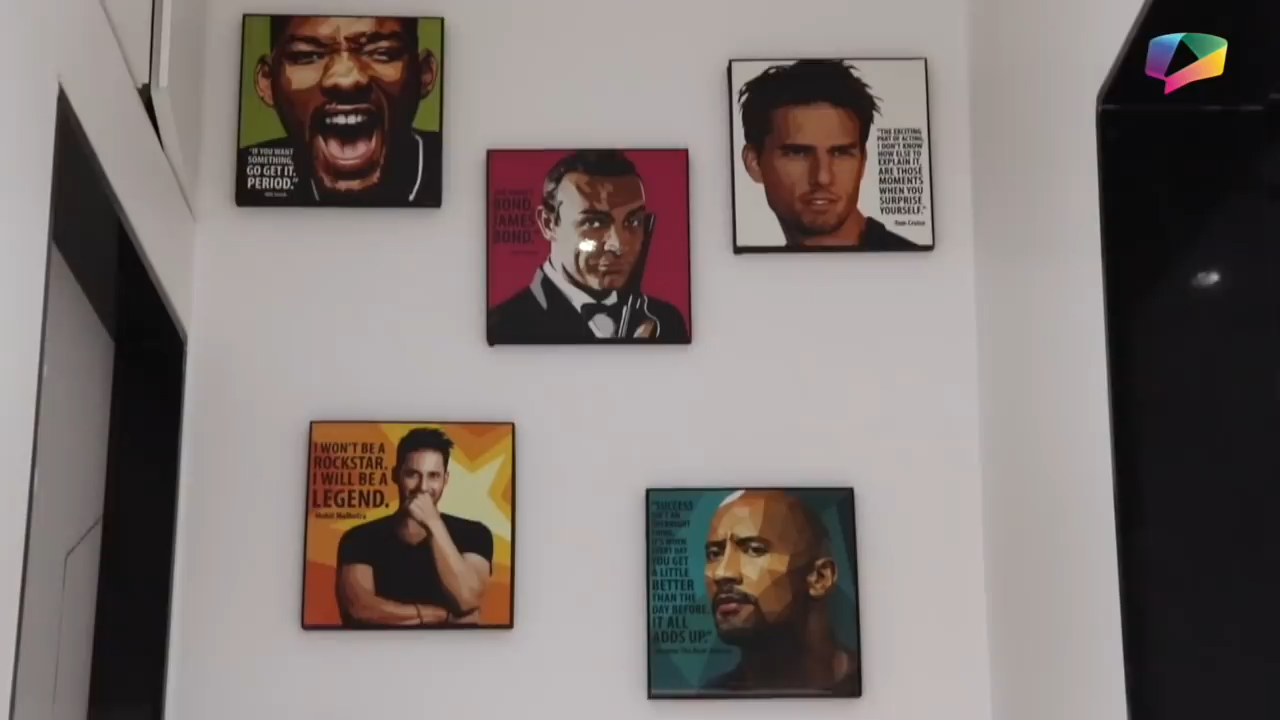 "IF YOU WANT
SOMETHING,
GO GET IT.
PERIOD."
"THE EXCITING
PART OF ACTING,
I DON'T KNOW
HOW ELSE TO
EXPLAIN IT,
ARE THOSE
MOMENTS
WHEN YOU
SURPRISE
YOURSELF."
Tom Cruise
BOND,
JAMES
BOND."
I WON'T BE A
ROCKSTAR.
I WILL BE A
LEGEND.
Mohit Malhotra
"SUCCESS
ISN'T AN
OVERNIGHT
THING.
IT'S WHEN
EVERY DAY
YOU GET
A LITTLE
BETTER
THAN THE
DAY BEFORE.
IT ALL
ADDS UP."